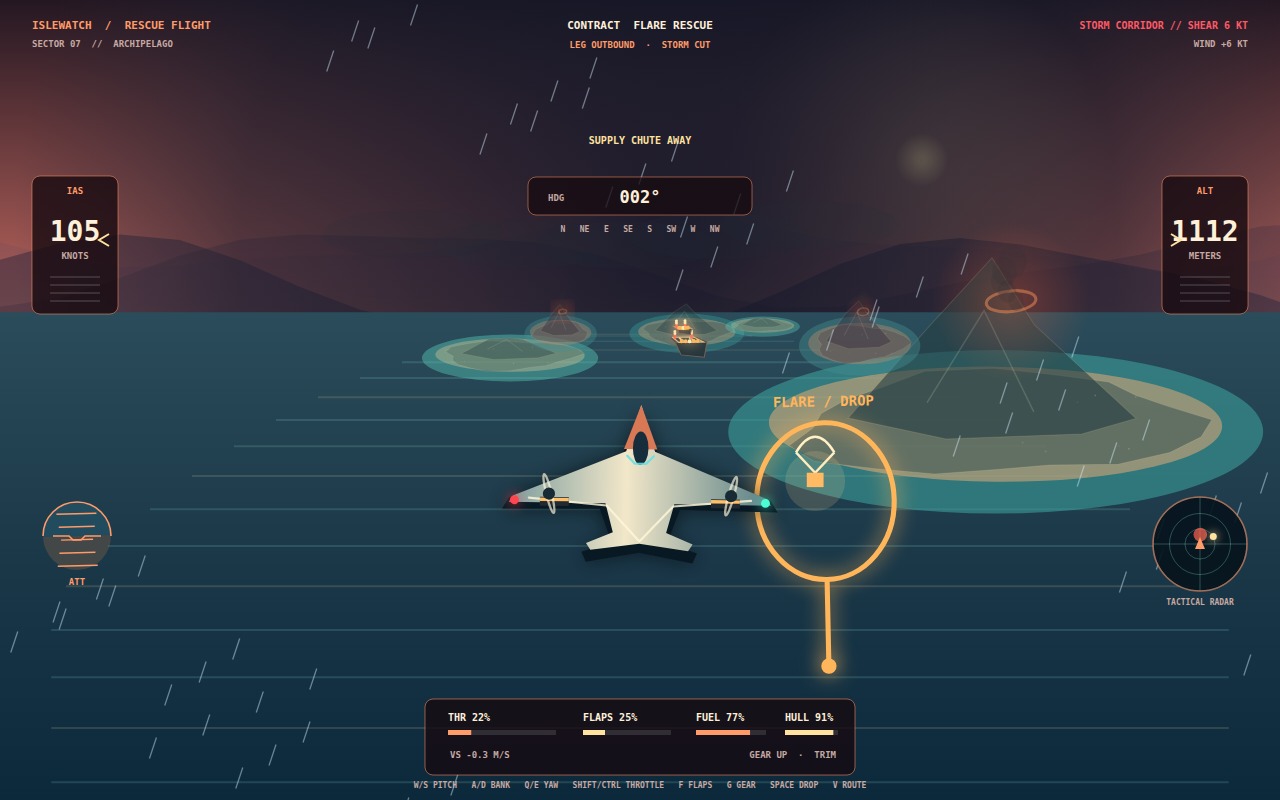 ISLEWATCH / RESCUE FLIGHT
SECTOR 07 // ARCHIPELAGO
CONTRACT FLARE RESCUE
LEG OUTBOUND · STORM CUT
STORM CORRIDOR // SHEAR 6 KT
WIND +6 KT
SUPPLY CHUTE AWAY
IAS
105
KNOTS
HDG 002°
N NE E SE S SW W NW
ALT
1112
METERS
FLARE / DROP
ATT
TACTICAL RADAR
THR 22% FLAPS 25% FUEL 77% HULL 91%
VS -0.3 M/S GEAR UP · TRIM
W/S PITCH A/D BANK Q/E YAW SHIFT/CTRL THROTTLE F FLAPS G GEAR SPACE DROP V ROUTE